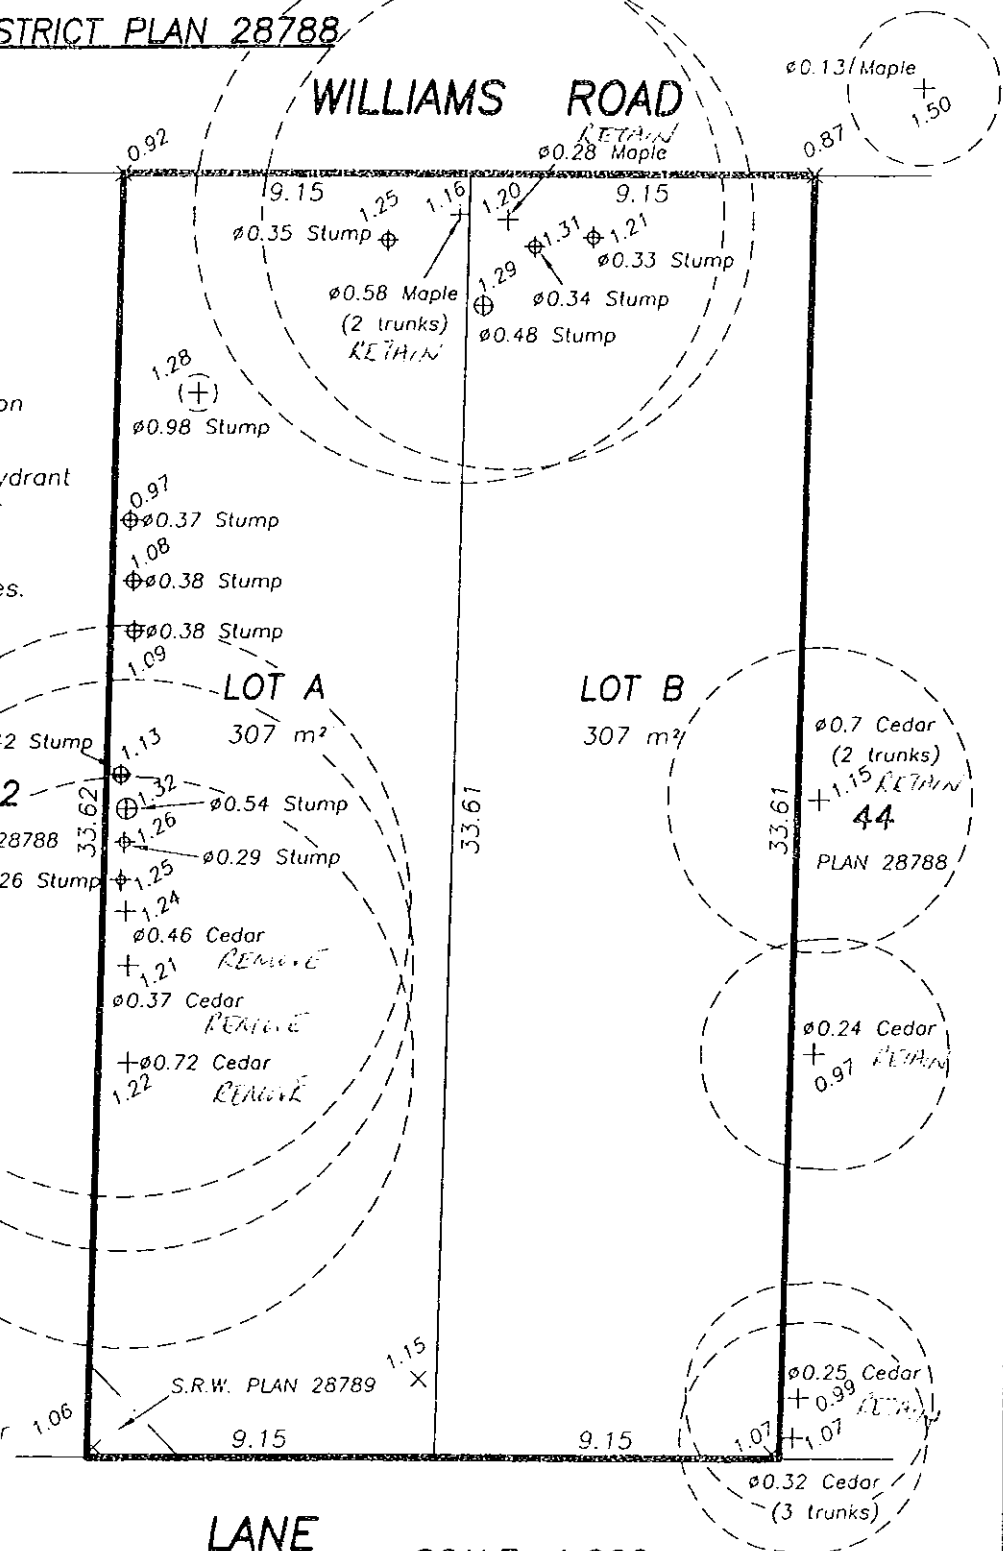 STRICT PLAN 28788
WILLIAMS ROAD
ø0.13 Maple
1.50
RETAIN
ø0.28 Maple
0.92
0.87
9.15
9.15
1.25
1.16
1.20
1.31
1.21
ø0.35 Stump
ø0.33 Stump
1.29
ø0.58 Maple
(2 trunks)
RETAIN
ø0.34 Stump
ø0.48 Stump
1.28
on
ø0.98 Stump
ydrant
0.97
ø0.37 Stump
1.08
ø0.38 Stump
es.
ø0.38 Stump
1.09
LOT A
307 m²
LOT B
307 m²
ø0.7 Cedar
(2 trunks)
1.15 RETAIN
44
PLAN 28788
2 Stump
1.13
2
1.32
ø0.54 Stump
33.62
33.61
33.61
28788
1.26
ø0.29 Stump
26 Stump
1.25
1.24
ø0.46 Cedar
REMOVE
1.21
ø0.37 Cedar
REMOVE
ø0.72 Cedar
1.22
REMOVE
ø0.24 Cedar
0.97 RETAIN
1.15
S.R.W. PLAN 28789
ø0.25 Cedar
0.99 RETAIN
r
1.06
9.15
9.15
1.07
1.07
ø0.32 Cedar
(3 trunks)
LANE